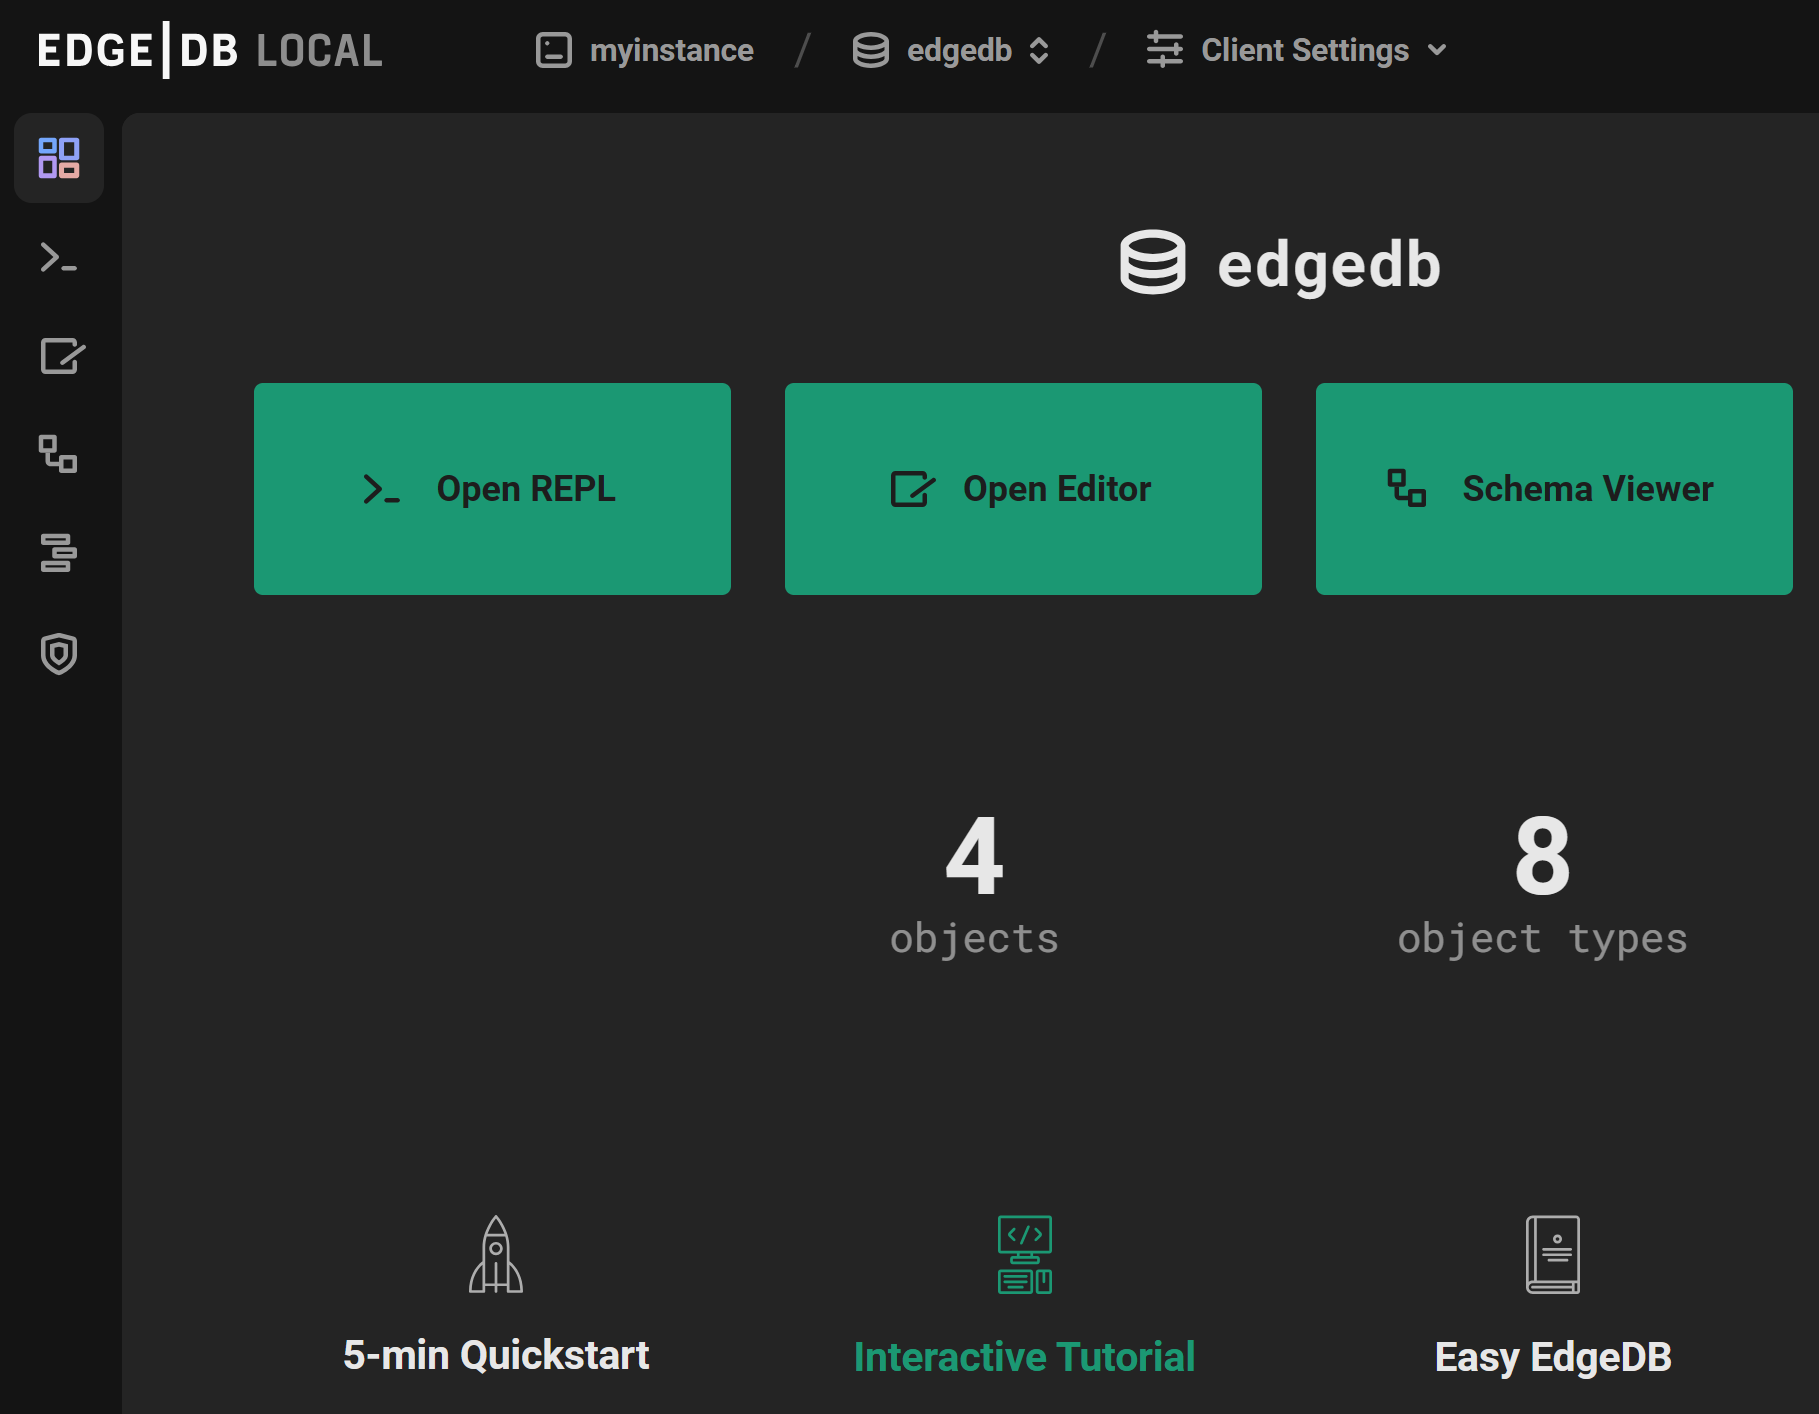 EDGE|DB LOCAL myinstance / edgedb / Client Settings
edgedb
Open REPL Open Editor Schema Viewer
4 8
objects object types
5-min Quickstart Interactive Tutorial Easy EdgeDB